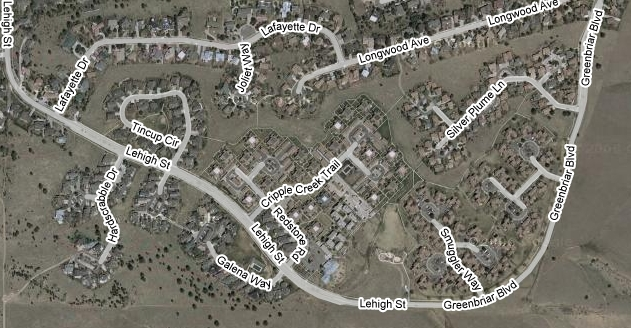 Lehigh St
Lafayette Dr
Longwood Ave
Greenbriar Blvd
Lafayette Dr
Joliet Way
Longwood Ave
Silver Plume Ln
Tincup Cir
Lehigh St
Hardscrabble Dr
Cripple Creek Trail
Redstone Rd
Greenbriar Blvd
Lehigh St
Galena Way
Smuggler Way
Lehigh St
Greenbriar Blvd